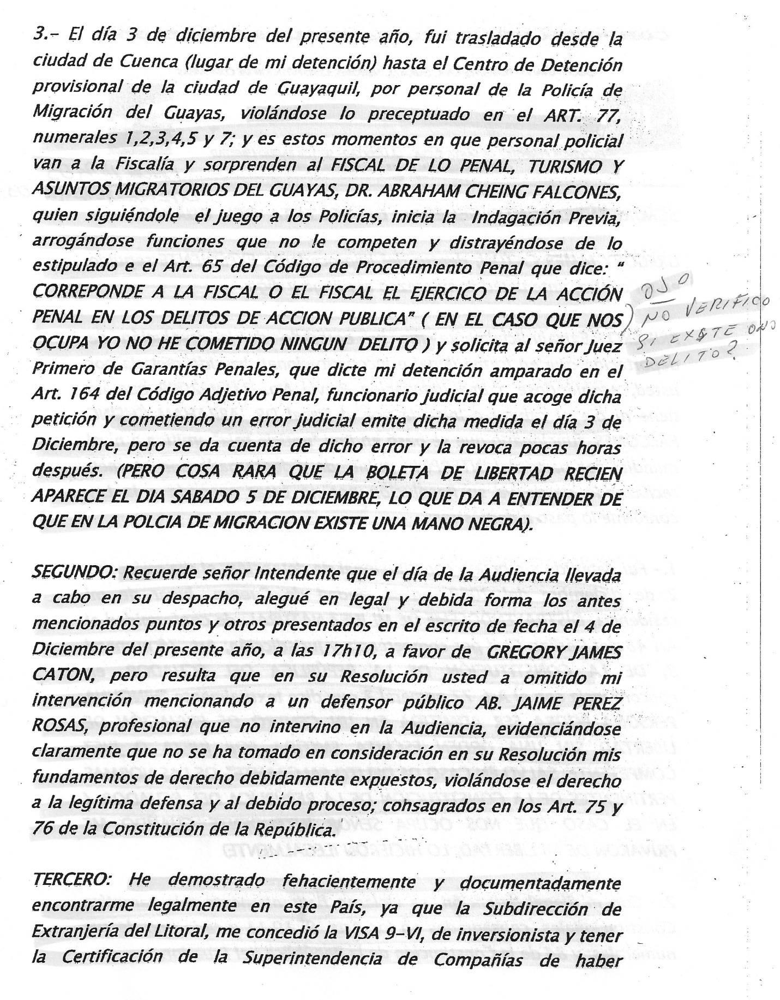 3.- El día 3 de diciembre del presente año, fui trasladado desde la
ciudad de Cuenca (lugar de mi detención) hasta el Centro de Detención
provisional de la ciudad de Guayaquil, por personal de la Policía de
Migración del Guayas, violándose lo preceptuado en el ART. 77,
numerales 1,2,3,4,5 y 7; y es estos momentos en que personal policial
van a la Fiscalía y sorprenden al FISCAL DE LO PENAL, TURISMO Y
ASUNTOS MIGRATORIOS DEL GUAYAS, DR. ABRAHAM CHEING FALCONES,
quien siguiéndole el juego a los Policías, inicia la Indagación Previa,
arrogándose funciones que no le competen y distrayéndose de lo
estipulado e el Art. 65 del Código de Procedimiento Penal que dice: "
CORREPONDE A LA FISCAL O EL FISCAL EL EJERCICO DE LA ACCIÓN
PENAL EN LOS DELITOS DE ACCION PUBLICA" ( EN EL CASO QUE NOS
OCUPA YO NO HE COMETIDO NINGUN DELITO ) y solicita al señor Juez
Primero de Garantías Penales, que dicte mi detención amparado en el
Art. 164 del Código Adjetivo Penal, funcionario judicial que acoge dicha
petición y cometiendo un error judicial emite dicha medida el día 3 de
Diciembre, pero se da cuenta de dicho error y la revoca pocas horas
después. (PERO COSA RARA QUE LA BOLETA DE LIBERTAD RECIEN
APARECE EL DIA SABADO 5 DE DICIEMBRE, LO QUE DA A ENTENDER DE
QUE EN LA POLCIA DE MIGRACION EXISTE UNA MANO NEGRA).
OJO
NO VERIFICO
SI EXISTE O NO
DELITO?
SEGUNDO: Recuerde señor Intendente que el día de la Audiencia llevada
a cabo en su despacho, alegué en legal y debida forma los antes
mencionados puntos y otros presentados en el escrito de fecha el 4 de
Diciembre del presente año, a las 17h10, a favor de GREGORY JAMES
CATON, pero resulta que en su Resolución usted a omitido mi
intervención mencionando a un defensor público AB. JAIME PEREZ
ROSAS, profesional que no intervino en la Audiencia, evidenciándose
claramente que no se ha tomado en consideración en su Resolución mis
fundamentos de derecho debidamente expuestos, violándose el derecho
a la legítima defensa y al debido proceso; cohsagrados en los Art. 75 y
76 de la Constitución de la República.
TERCERO: He demostrado fehacientemente y documentadamente
encontrarme legalmente en este País, ya que la Subdirección de
Extranjería del Litoral, me concedió la VISA 9-VI, de inversionista y tener
la Certificación de la Superintendencia de Compañías de haber